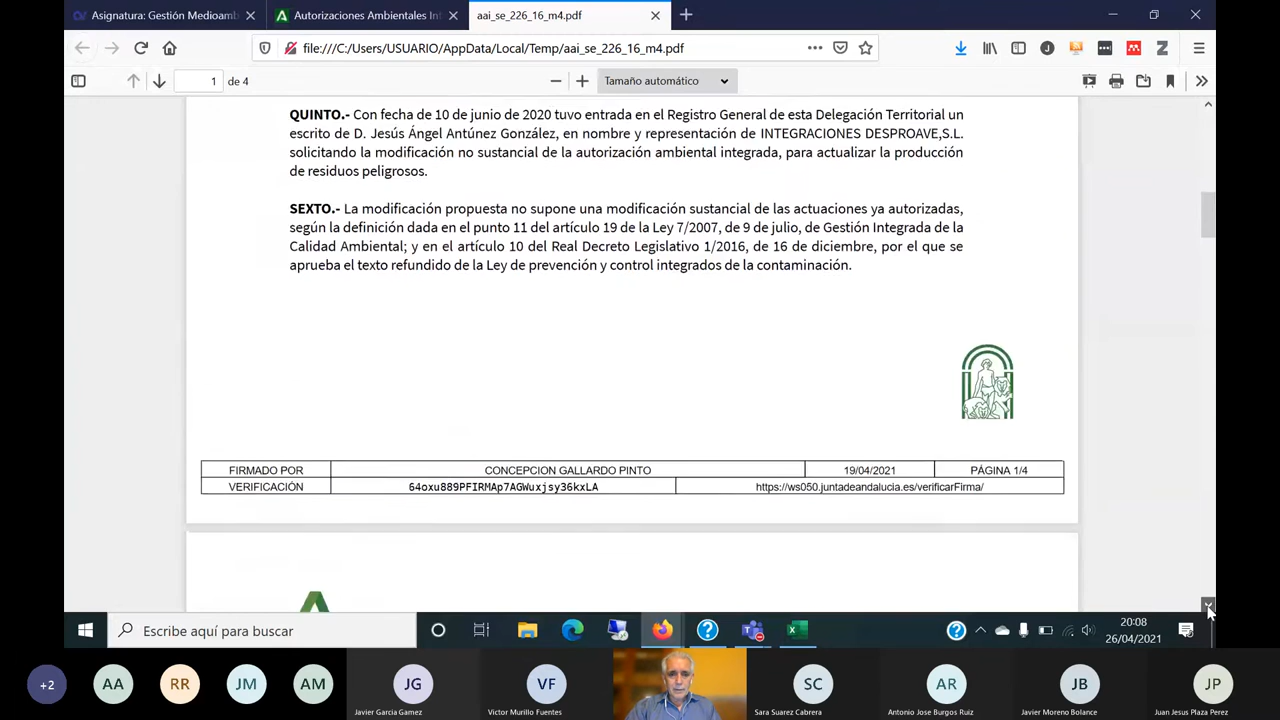 Asignatura: Gestión Medioamb
Autorizaciones Ambientales Int
aai_se_226_16_m4.pdf
file:///C:/Users/USUARIO/AppData/Local/Temp/aai_se_226_16_m4.pdf
1 de 4
Tamaño automático
QUINTO.- Con fecha de 10 de junio de 2020 tuvo entrada en el Registro General de esta Delegación Territorial un
escrito de D. Jesús Ángel Antúnez González, en nombre y representación de INTEGRACIONES DESPROAVE,S.L.
solicitando la modificación no sustancial de la autorización ambiental integrada, para actualizar la producción
de residuos peligrosos.
SEXTO.- La modificación propuesta no supone una modificación sustancial de las actuaciones ya autorizadas,
según la definición dada en el punto 11 del artículo 19 de la Ley 7/2007, de 9 de julio, de Gestión Integrada de la
Calidad Ambiental; y en el artículo 10 del Real Decreto Legislativo 1/2016, de 16 de diciembre, por el que se
aprueba el texto refundido de la Ley de prevención y control integrados de la contaminación.
FIRMADO POR CONCEPCION GALLARDO PINTO 19/04/2021 PÁGINA 1/4
VERIFICACIÓN 64oxu889PFIRMAp7AGWuxjsy36kxLA https://ws050.juntadeandalucia.es/verificarFirma/
Escribe aquí para buscar
20:08
26/04/2021
+2 AA RR JM AM JG VF SC AR JB JP
Javier Garcia Gamez Victor Murillo Fuentes Sara Suarez Cabrera Antonio Jose Burgos Ruiz Javier Moreno Bolance Juan Jesus Plaza Perez